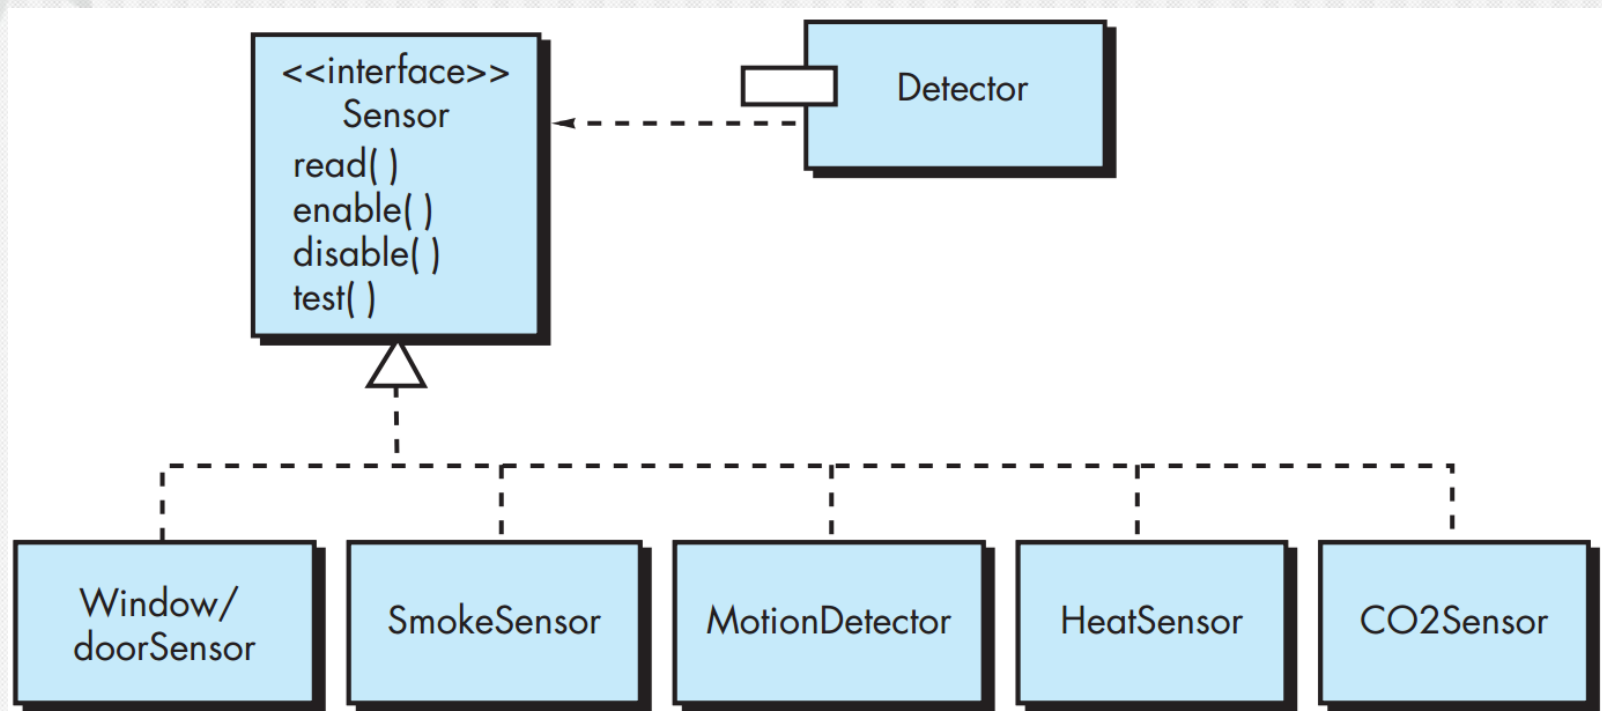 <<interface>>
Sensor
read( )
enable( )
disable( )
test( )
Detector
Window/
doorSensor
SmokeSensor
MotionDetector
HeatSensor
CO2Sensor